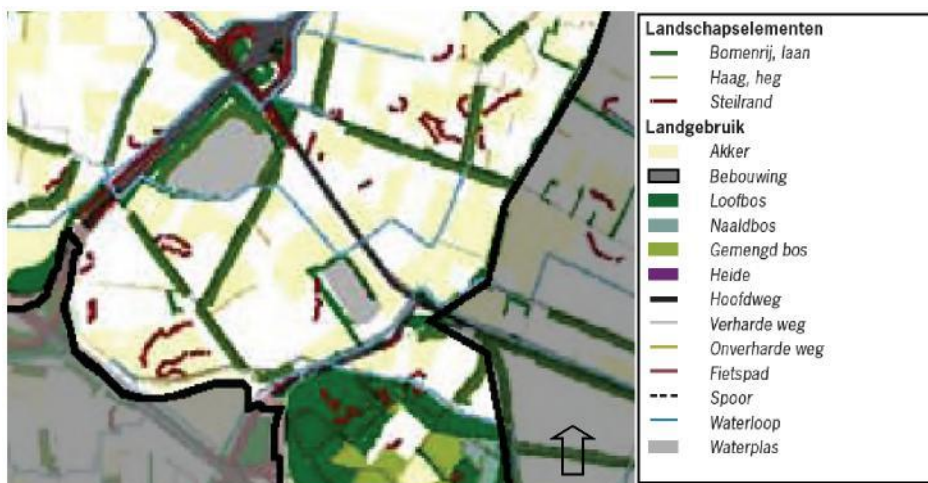 Landschapselementen
Bomenrij, laan
Haag, heg
Steilrand
Landgebruik
Akker
Bebouwing
Loofbos
Naaldbos
Gemengd bos
Heide
Hoofdweg
Verharde weg
Onverharde weg
Fietspad
Spoor
Waterloop
Waterplas